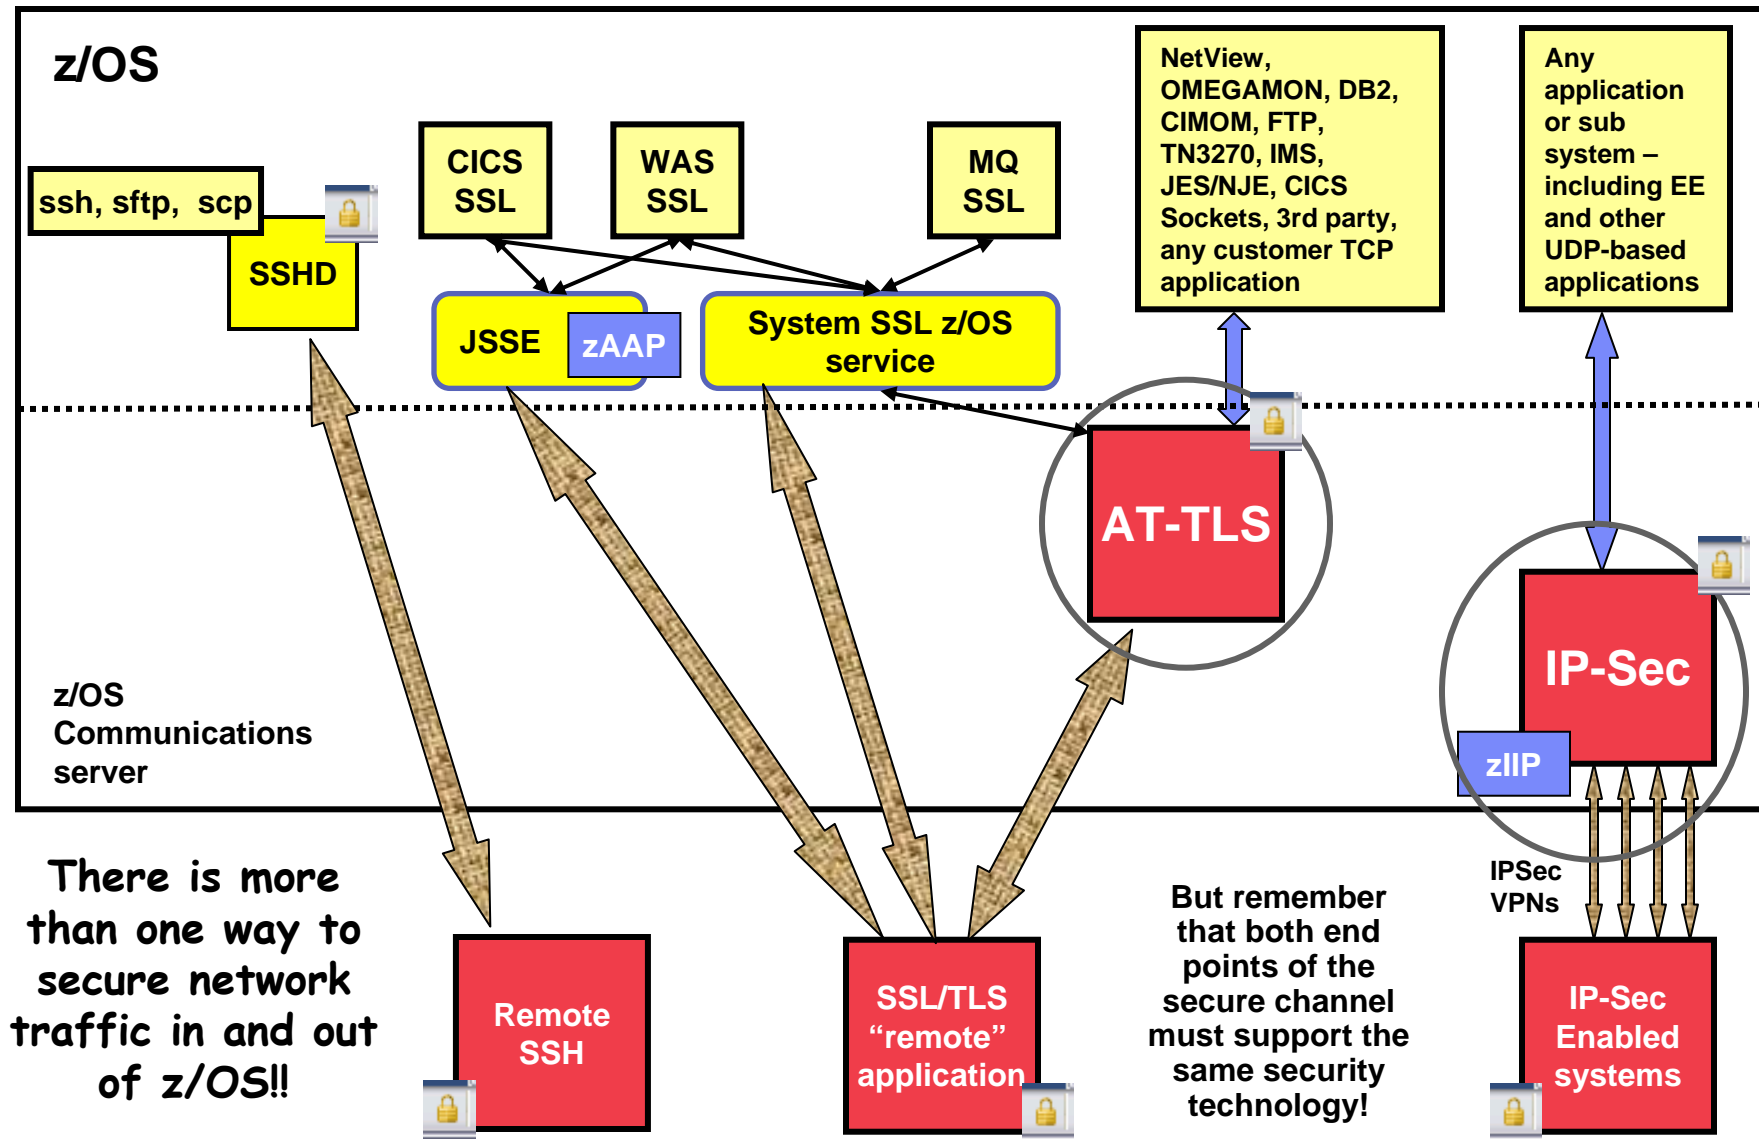 z/OS
NetView,
OMEGAMON, DB2,
CIMOM, FTP,
TN3270, IMS,
JES/NJE, CICS
Sockets, 3rd party,
any customer TCP
application
Any
application
or sub
system –
including EE
and other
UDP-based
applications
CICS
SSL
WAS
SSL
MQ
SSL
ssh, sftp,  scp
SSHD
JSSE
zAAP
System SSL z/OS
service
AT-TLS
IP-Sec
zIIP
z/OS
Communications
server
There is more
than one way to
secure network
traffic in and out
of z/OS!!
Remote
SSH
SSL/TLS
“remote”
application
But remember
that both end
points of the
secure channel
must support the
same security
technology!
IPSec
VPNs
IP-Sec
Enabled
systems